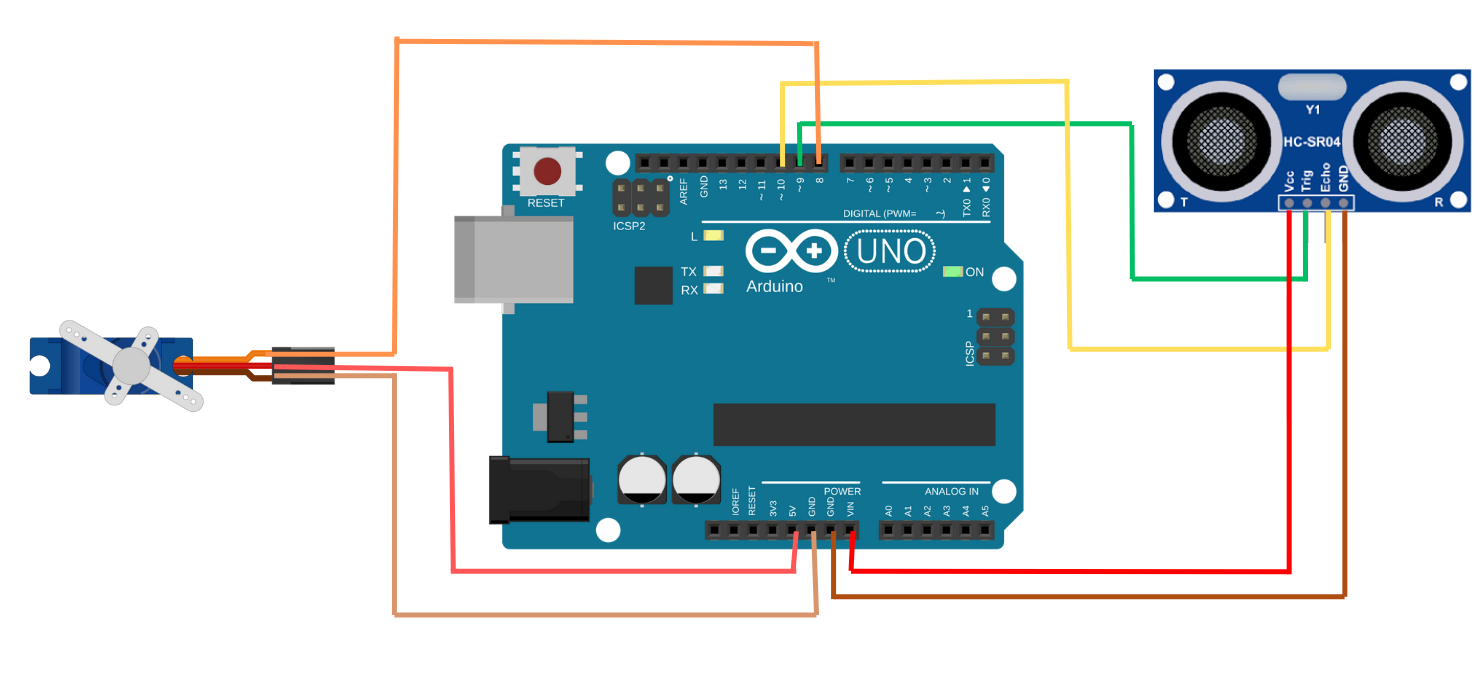 Y1
HC-SR04
Vcc
Trig
Echo
GND
T
R
RESET
ICSP2
AREF
GND
13
12
~ 11
~ 10
~ 9
8
7
~ 6
~ 5
4
~ 3
2
TX0 ▶ 1
RX0 ◀ 0
DIGITAL (PWM= ~)
L
TX
RX
UNO
Arduino
TM
ON
1
ICSP
POWER
ANALOG IN
IOREF
RESET
3V3
5V
GND
GND
VIN
A0
A1
A2
A3
A4
A5